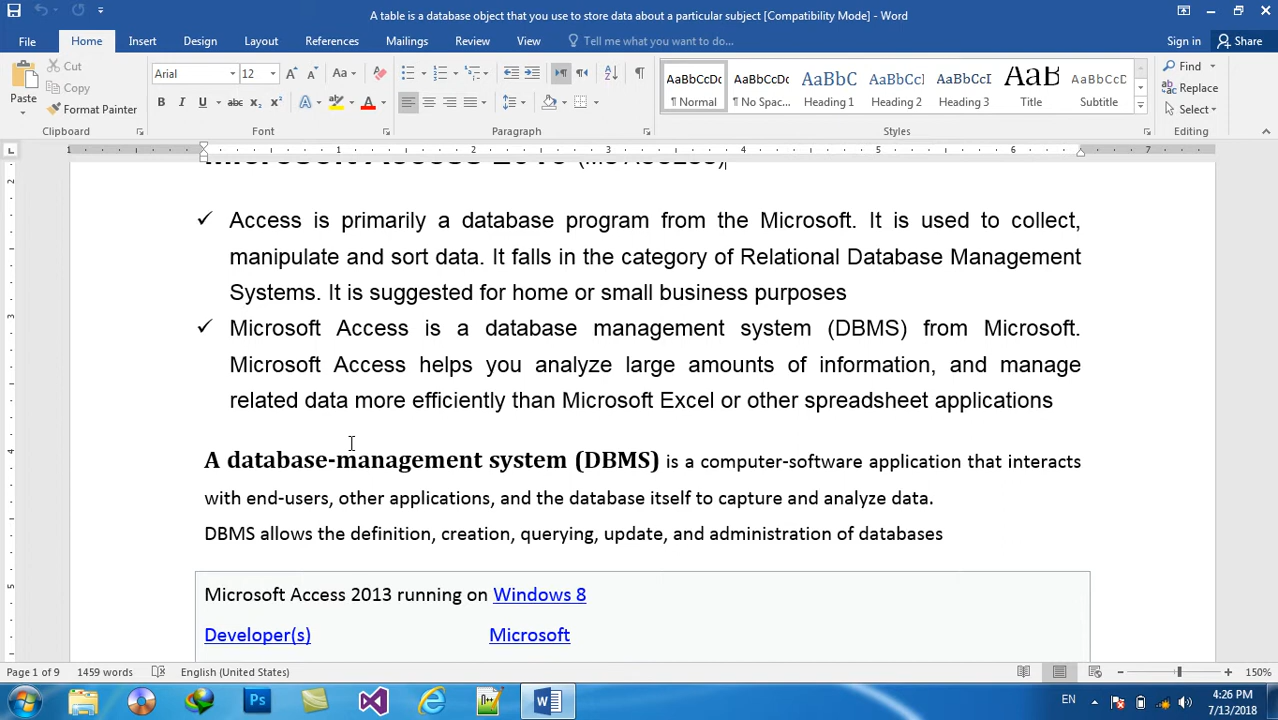 A table is a database object that you use to store data about a particular subject [Compatibility Mode] - Word
File Home Insert Design Layout References Mailings Review View Tell me what you want to do... Sign in Share
Cut
Copy
Format Painter
Paste
Arial 12
AaBbCcDc AaBbCcDc AaBbC AaBbCcI AaBbCcI AaB AaBbCcD
Normal No Spac... Heading 1 Heading 2 Heading 3 Title Subtitle
Find
Replace
Select
Clipboard Font Paragraph Styles Editing
1 1 2 3 4 5 6 7
Access is primarily a database program from the Microsoft. It is used to collect,
manipulate and sort data. It falls in the category of Relational Database Management
Systems. It is suggested for home or small business purposes
Microsoft Access is a database management system (DBMS) from Microsoft.
Microsoft Access helps you analyze large amounts of information, and manage
related data more efficiently than Microsoft Excel or other spreadsheet applications
A database-management system (DBMS) is a computer-software application that interacts
with end-users, other applications, and the database itself to capture and analyze data.
DBMS allows the definition, creation, querying, update, and administration of databases
Microsoft Access 2013 running on Windows 8
Developer(s) Microsoft
Page 1 of 9 1459 words English (United States) 150%
EN 4:26 PM
7/13/2018